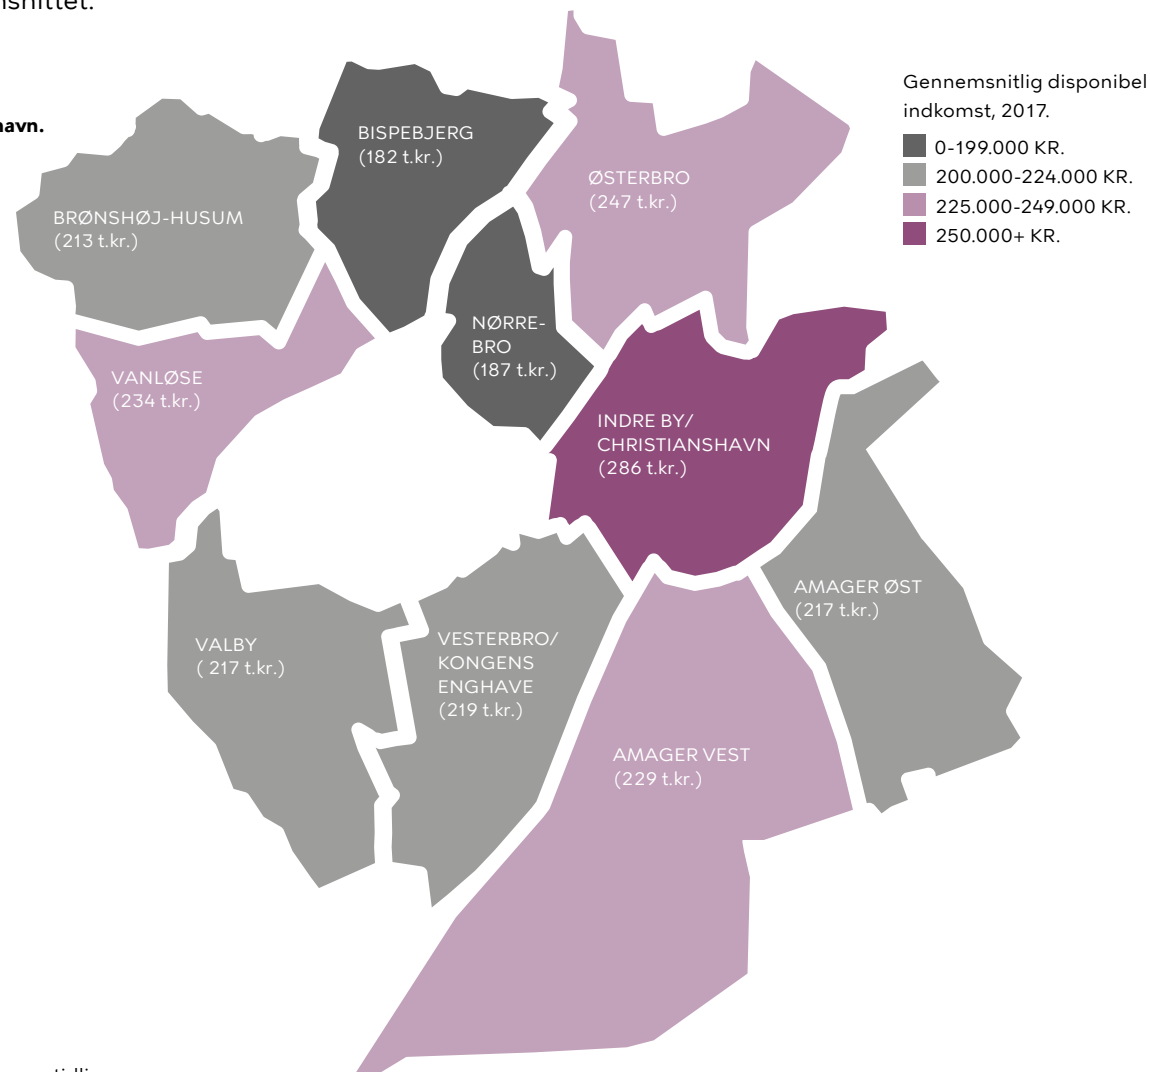 havn.
Gennemsnitlig disponibel
indkomst, 2017.
0-199.000 KR.
200.000-224.000 KR.
225.000-249.000 KR.
250.000+ KR.
BISPEBJERG
(182 t.kr.)
ØSTERBRO
(247 t.kr.)
BRØNSHØJ-HUSUM
(213 t.kr.)
NØRRE-
BRO
(187 t.kr.)
VANLØSE
(234 t.kr.)
INDRE BY/
CHRISTIANSHAVN
(286 t.kr.)
AMAGER ØST
(217 t.kr.)
VALBY
( 217 t.kr.)
VESTERBRO/
KONGENS
ENGHAVE
(219 t.kr.)
AMAGER VEST
(229 t.kr.)